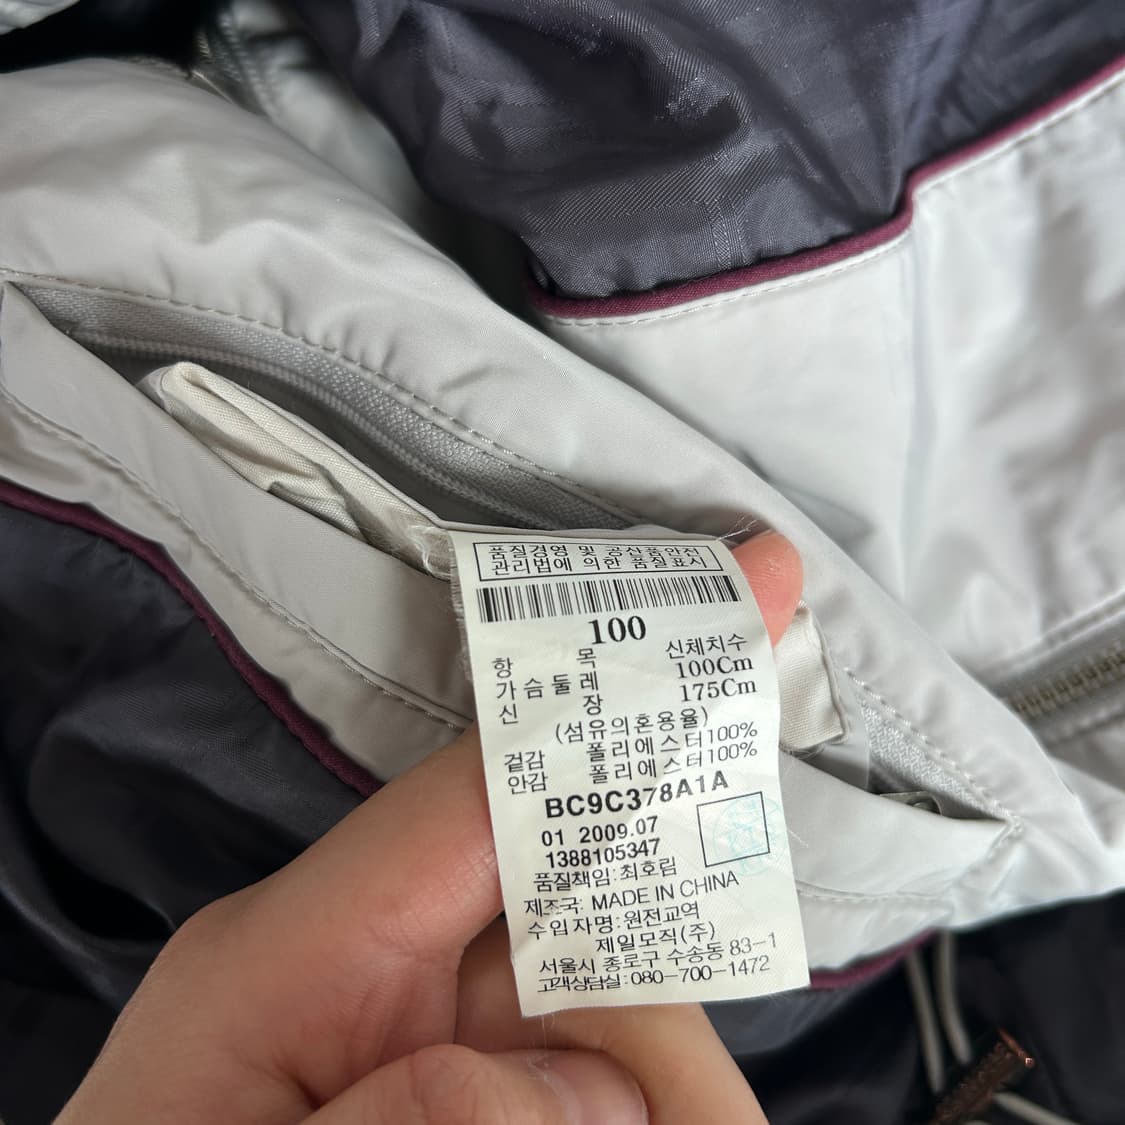 품질경영 및 공산품안전
관리법에 의한 품질표시
100
항 목 신체치수
가슴둘레 100Cm
신 장 175Cm
(섬유의혼용율)
겉감 폴리에스터100%
안감 폴리에스터100%
BC9C378A1A
01 2009.07
1388105347
품질책임:최호림
제조국: MADE IN CHINA
수입자명:원전교역
제일모직(주)
서울시 종로구 수송동 83-1
고객상담실:080-700-1472